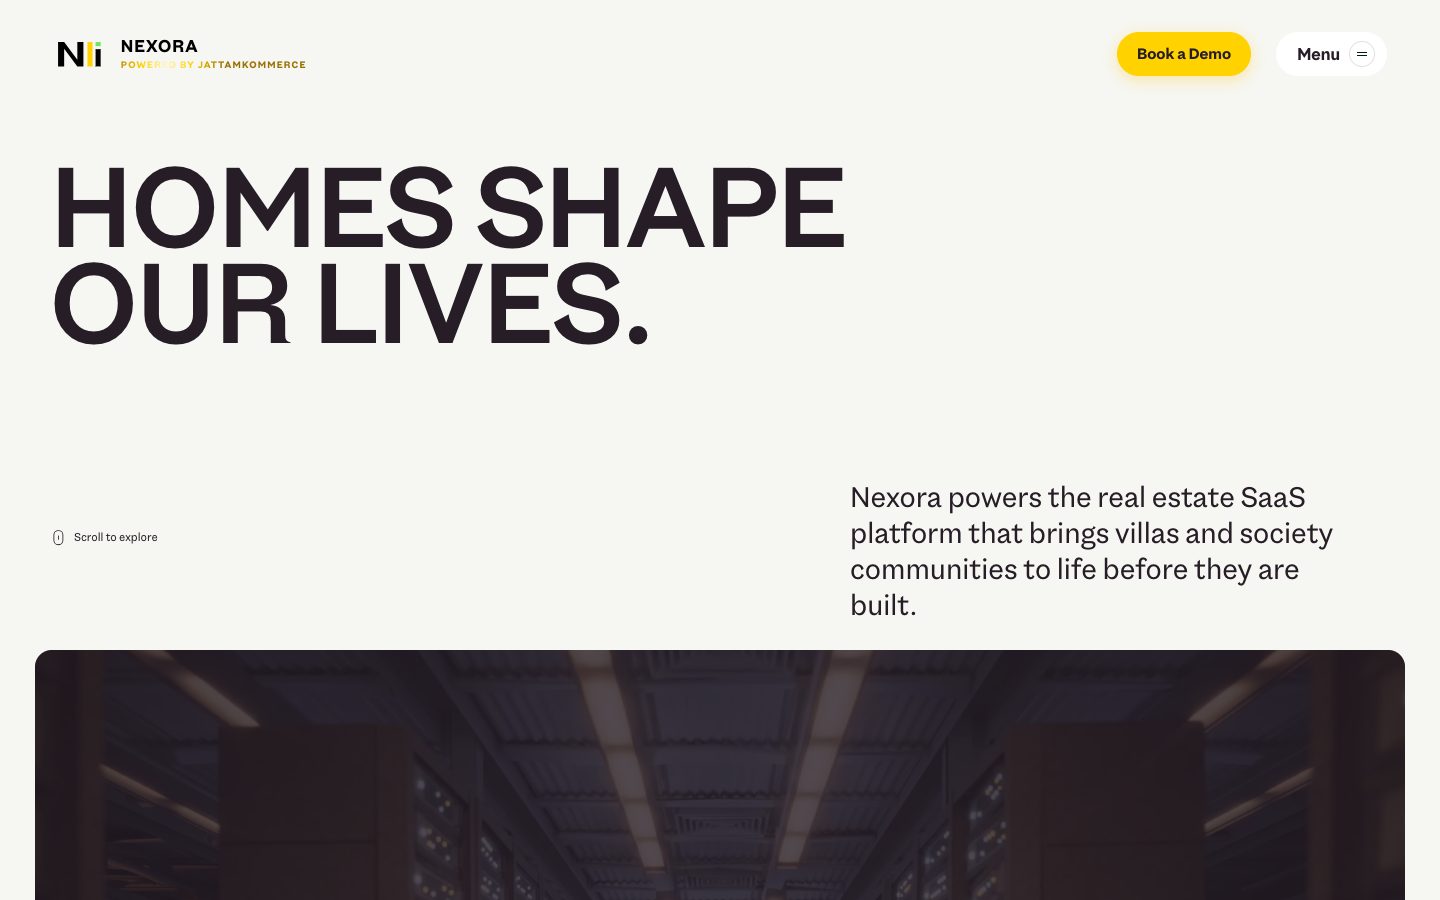 NEXORA
POWERED BY JATTAMKOMMERCE
Book a Demo
Menu
HOMES SHAPE
OUR LIVES.
Scroll to explore
Nexora powers the real estate SaaS
platform that brings villas and society
communities to life before they are
built.